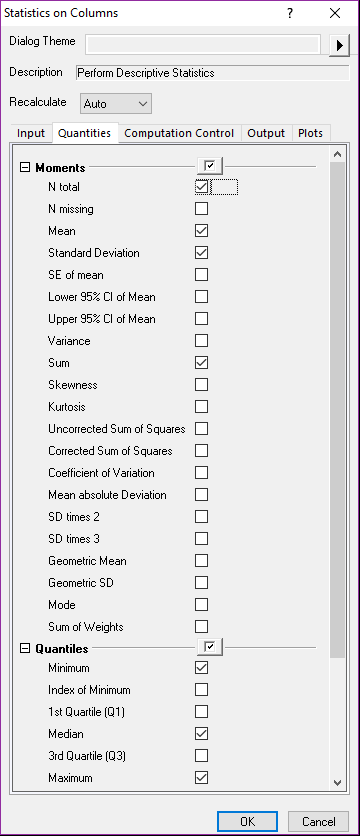 Statistics on Columns ?
Dialog Theme
Description Perform Descriptive Statistics
Recalculate Auto
Input Quantities Computation Control Output Plots
Moments
N total
N missing
Mean
Standard Deviation
SE of mean
Lower 95% CI of Mean
Upper 95% CI of Mean
Variance
Sum
Skewness
Kurtosis
Uncorrected Sum of Squares
Corrected Sum of Squares
Coefficient of Variation
Mean absolute Deviation
SD times 2
SD times 3
Geometric Mean
Geometric SD
Mode
Sum of Weights
Quantiles
Minimum
Index of Minimum
1st Quartile (Q1)
Median
3rd Quartile (Q3)
Maximum
OK Cancel